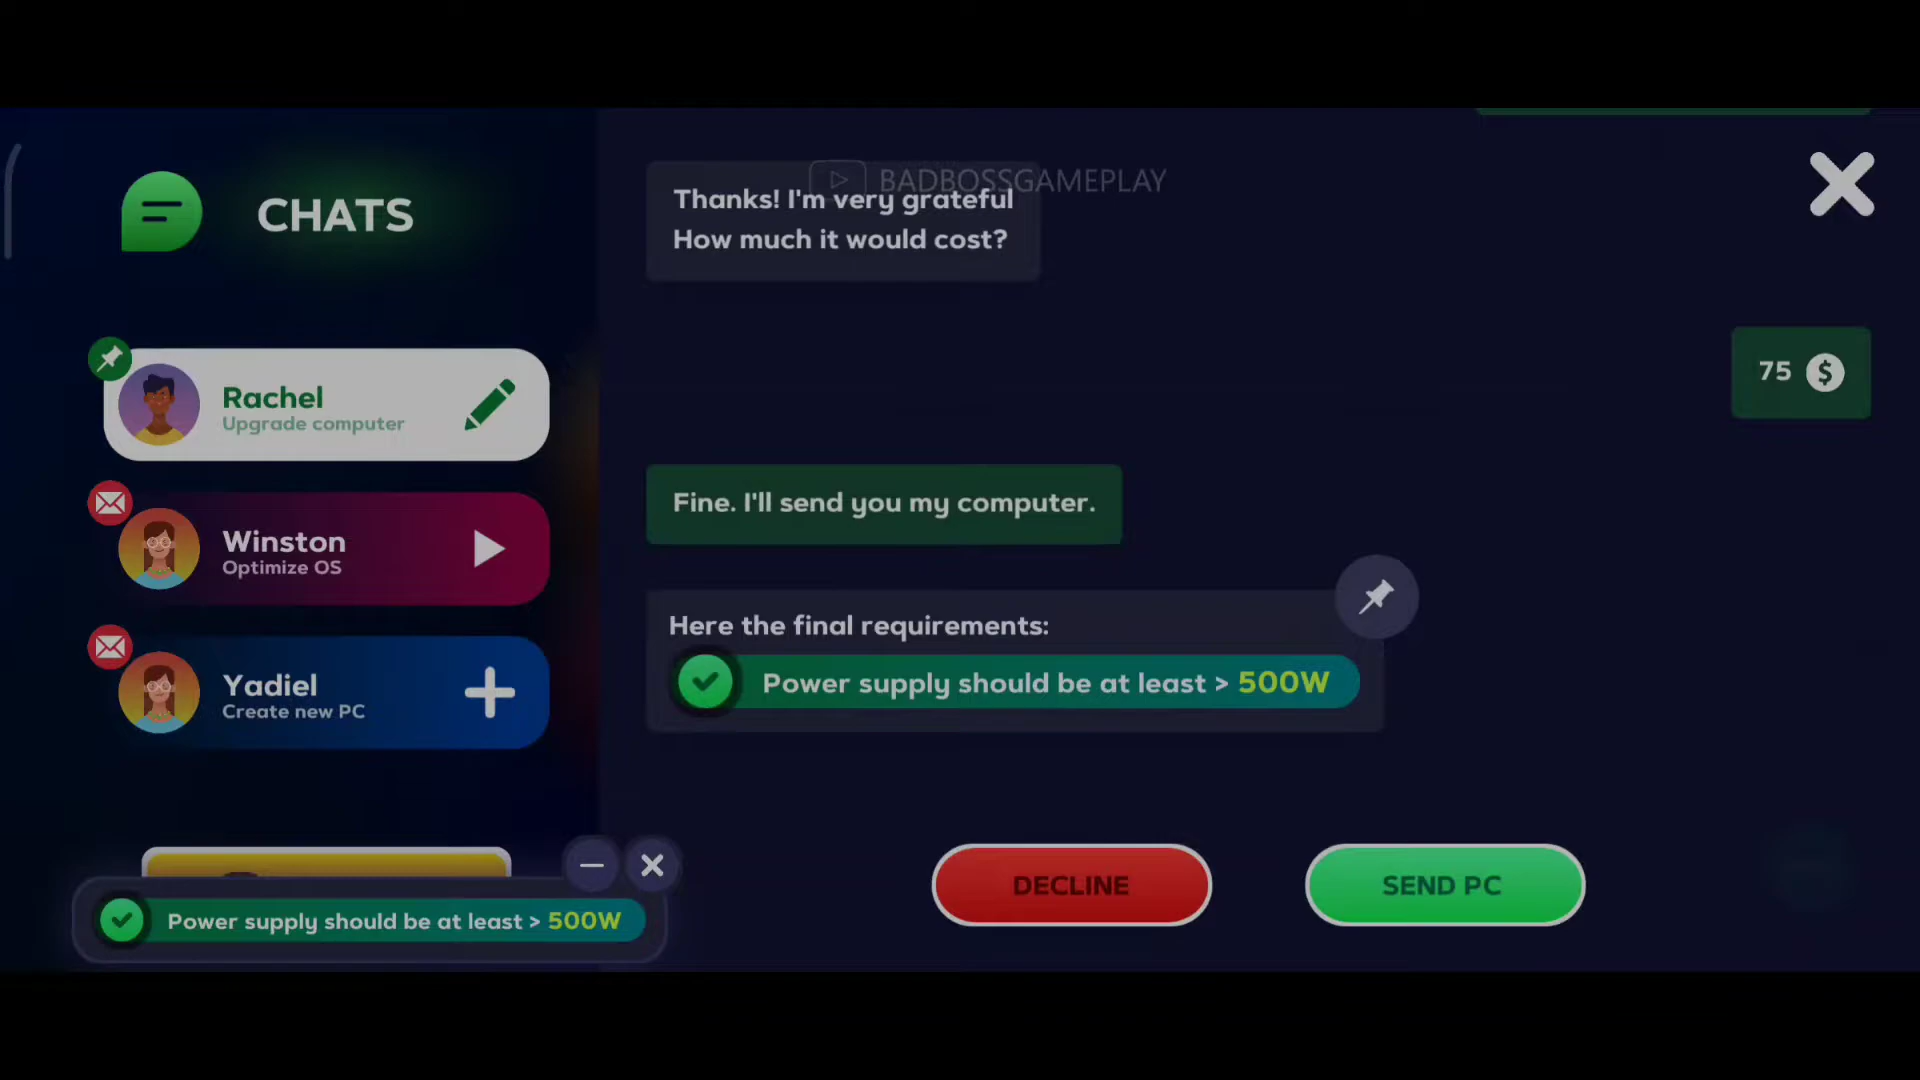 CHATS
BADBOSSGAMEPLAY
Thanks! I'm very grateful
How much it would cost?
75 $
Rachel
Upgrade computer
Fine. I'll send you my computer.
Winston
Optimize OS
Here the final requirements:
Power supply should be at least > 500W
Yadiel
Create new PC
DECLINE
SEND PC
Power supply should be at least > 500W